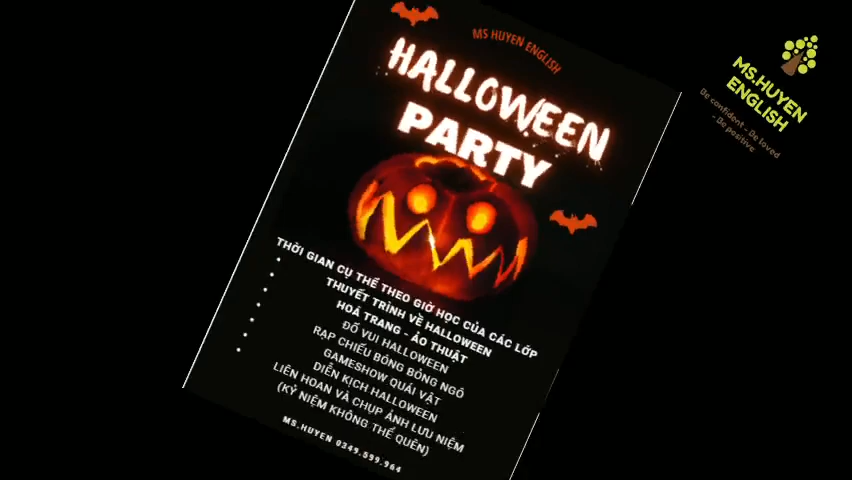 MS HUYEN ENGLISH
HALLOWEEN
PARTY
THỜI GIAN CỤ THỂ THEO GIỜ HỌC CỦA CÁC LỚP
THUYẾT TRÌNH VỀ HALLOWEEN
HOÁ TRANG - ẢO THUẬT
ĐỐ VUI HALLOWEEN
RẠP CHIẾU BÓNG BỎNG NGÔ
GAMESHOW QUÁI VẬT
DIỄN KỊCH HALLOWEEN
LIÊN HOAN VÀ CHỤP ẢNH LƯU NIỆM
(KỶ NIỆM KHÔNG THỂ QUÊN)
MS.HUYEN 0349.599.964
MS.HUYEN
ENGLISH
Be confident - Be loved
- Be positive